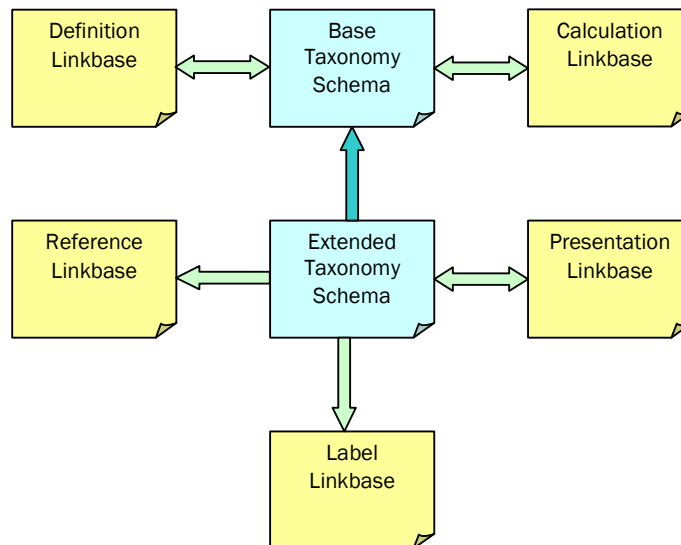 Definition
Linkbase
Base
Taxonomy
Schema
Calculation
Linkbase
Reference
Linkbase
Extended
Taxonomy
Schema
Presentation
Linkbase
Label
Linkbase